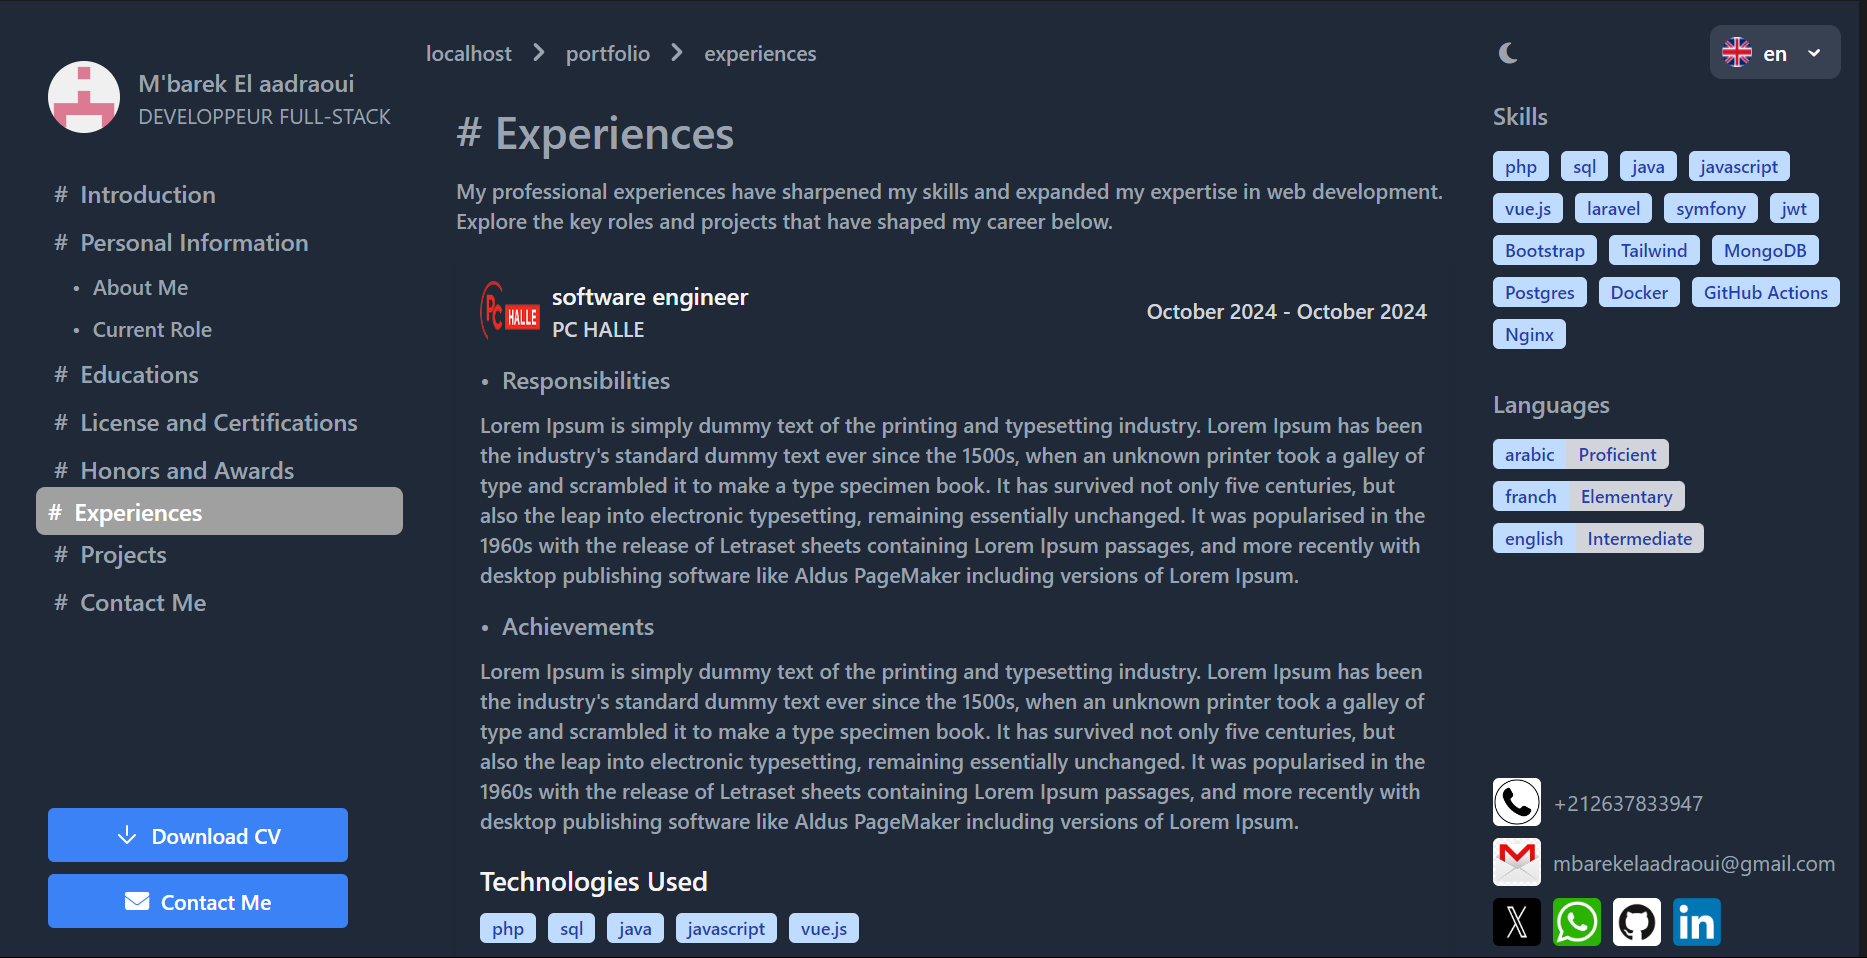 M'barek El aadraoui
DEVELOPPEUR FULL-STACK
# Introduction
# Personal Information
• About Me
• Current Role
# Educations
# License and Certifications
# Honors and Awards
# Experiences
# Projects
# Contact Me
Download CV
Contact Me
localhost > portfolio > experiences
# Experiences
My professional experiences have sharpened my skills and expanded my expertise in web development.
Explore the key roles and projects that have shaped my career below.
PC HALLE
software engineer
PC HALLE
October 2024 - October 2024
• Responsibilities
Lorem Ipsum is simply dummy text of the printing and typesetting industry. Lorem Ipsum has been
the industry's standard dummy text ever since the 1500s, when an unknown printer took a galley of
type and scrambled it to make a type specimen book. It has survived not only five centuries, but
also the leap into electronic typesetting, remaining essentially unchanged. It was popularised in the
1960s with the release of Letraset sheets containing Lorem Ipsum passages, and more recently with
desktop publishing software like Aldus PageMaker including versions of Lorem Ipsum.
• Achievements
Lorem Ipsum is simply dummy text of the printing and typesetting industry. Lorem Ipsum has been
the industry's standard dummy text ever since the 1500s, when an unknown printer took a galley of
type and scrambled it to make a type specimen book. It has survived not only five centuries, but
also the leap into electronic typesetting, remaining essentially unchanged. It was popularised in the
1960s with the release of Letraset sheets containing Lorem Ipsum passages, and more recently with
desktop publishing software like Aldus PageMaker including versions of Lorem Ipsum.
Technologies Used
php sql java javascript vue.js
en
Skills
php sql java javascript
vue.js laravel symfony jwt
Bootstrap Tailwind MongoDB
Postgres Docker GitHub Actions
Nginx
Languages
arabic Proficient
franch Elementary
english Intermediate
+212637833947
mbarekelaadraoui@gmail.com
X in